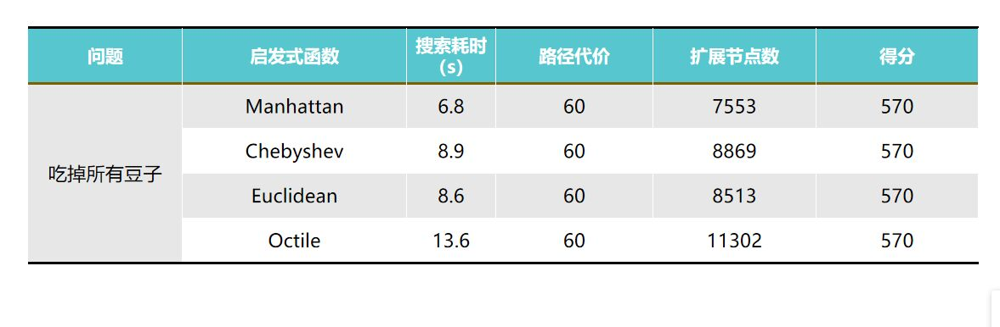 问题 启发式函数 搜索耗时 路径代价 扩展节点数 得分
（s）
Manhattan 6.8 60 7553 570
Chebyshev 8.9 60 8869 570
吃掉所有豆子
Euclidean 8.6 60 8513 570
Octile 13.6 60 11302 570